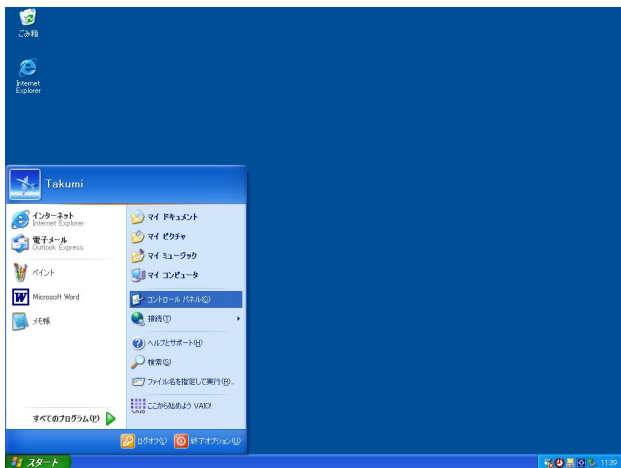 ごみ箱
Internet
Explorer
Takumi
インターネット
Internet Explorer
電子メール
Outlook Express
ペイント
Microsoft Word
メモ帳
すべてのプログラム(P)
マイ ドキュメント
マイ ピクチャ
マイ ミュージック
マイ コンピュータ
コントロール パネル(C)
接続(T)
ヘルプとサポート(H)
検索(S)
ファイル名を指定して実行(R)...
VAIO
ここから始めよう VAIO!
ログオフ(L)
終了オプション(U)
スタート
11:39